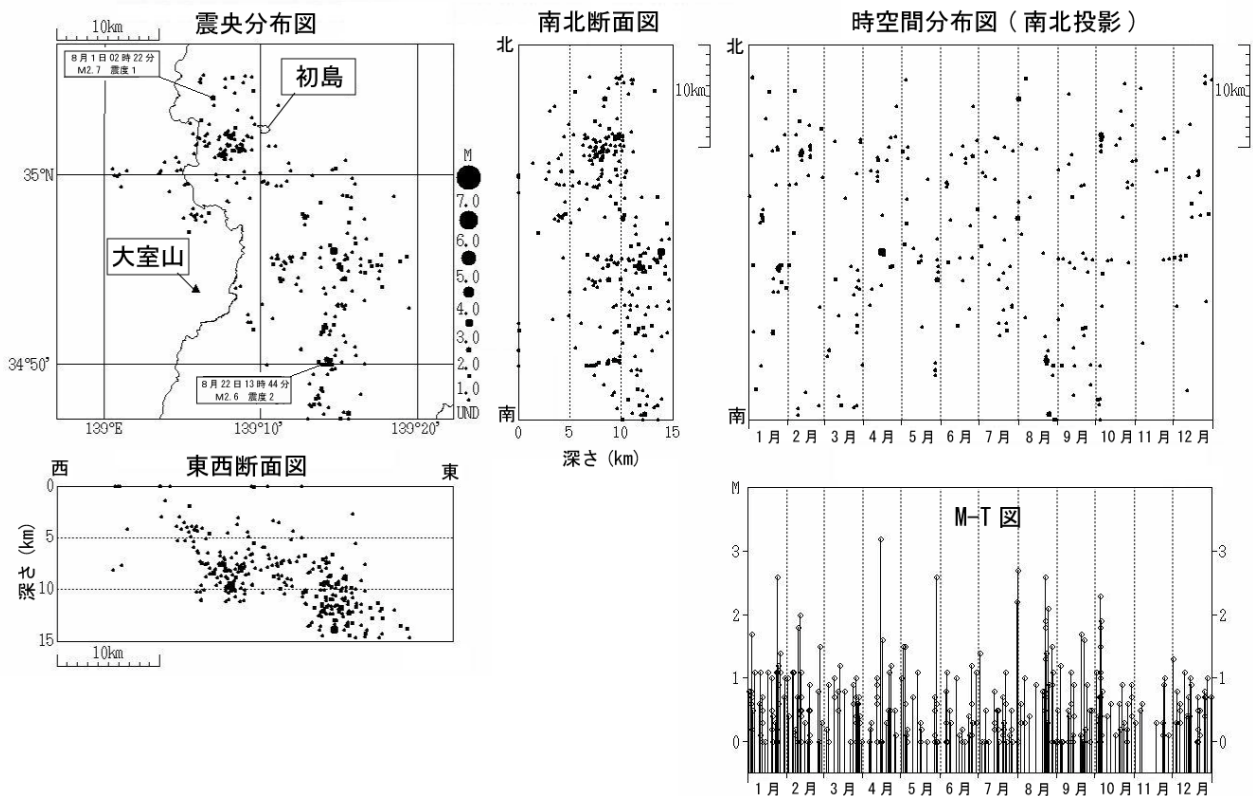 震央分布図
10km
8月1日02時22分
M2.7 震度1
初島
35°N
大室山
34°50'
8月22日13時44分
M2.6 震度2
139°E
139°10'
139°20'
M
7.0
6.0
5.0
4.0
3.0
2.0
1.0
UND
南北断面図
北
南
10km
0
5
10
15
深さ(km)
時空間分布図(南北投影)
北
南
10km
1月 2月 3月 4月 5月 6月 7月 8月 9月 10月 11月 12月
東西断面図
西
東
0
5
10
15
深さ(km)
10km
M-T図
M
3
2
1
0
3
2
1
0
1月 2月 3月 4月 5月 6月 7月 8月 9月 10月 11月 12月